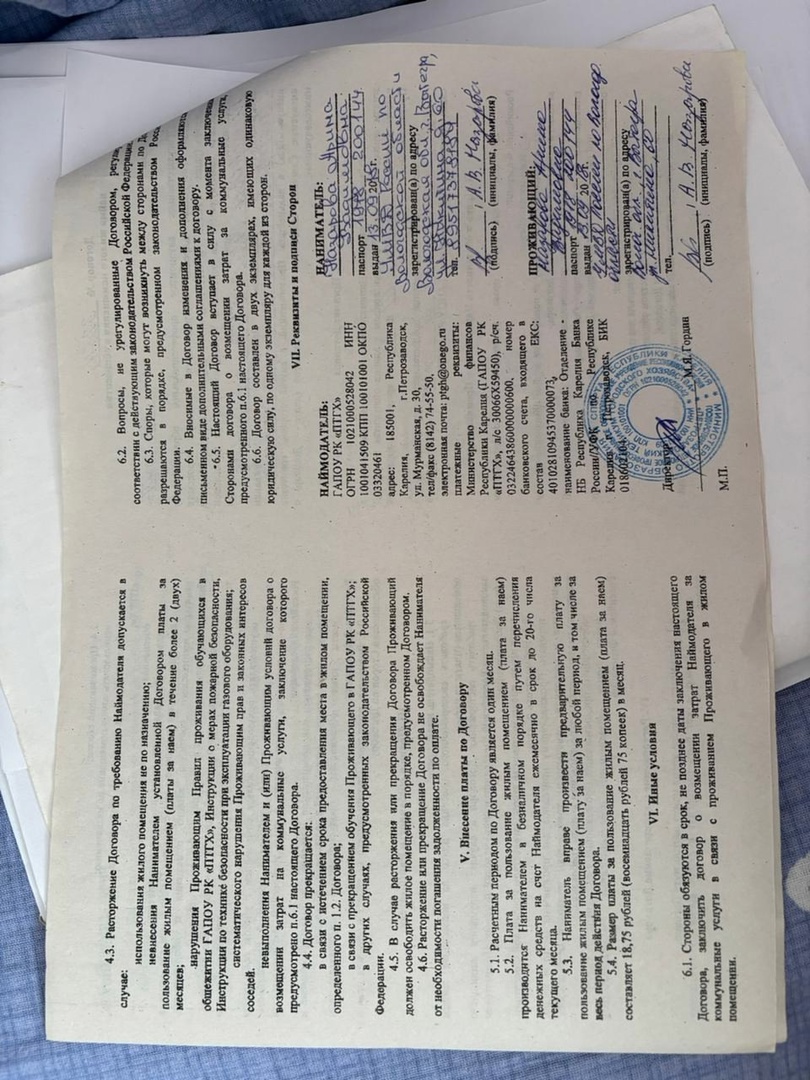 4.3. Расторжение Договора по требованию Наймодателя допускается в
случае:
использования жилого помещения не по назначению;
невнесения Нанимателем установленной Договором платы за
пользование жилым помещением (платы за наем) в течение более 2 (двух)
месяцев;
нарушения Проживающим Правил проживания обучающихся в
общежитии ГАПОУ РК «ПТГХ», Инструкции о мерах пожарной безопасности,
Инструкции по технике безопасности при эксплуатации газового оборудования;
систематического нарушения Проживающим прав и законных интересов
соседей.
невыполнения Нанимателем и (или) Проживающим условий договора о
возмещении затрат на коммунальные услуги, заключение которого
предусмотрено п.6.1 настоящего Договора.
4.4. Договор прекращается:
в связи с истечением срока предоставления места в жилом помещении,
определенного п. 1.2. Договора;
в связи с прекращением обучения Проживающего в ГАПОУ РК «ПТГХ»;
в других случаях, предусмотренных законодательством Российской
Федерации.
4.5. В случае расторжения или прекращения Договора Проживающий
должен освободить жилое помещение в порядке, предусмотренном Договором.
4.6. Расторжение или прекращение Договора не освобождает Нанимателя
от необходимости погашения задолженности по оплате.
V. Внесение платы по Договору
5.1. Расчетным периодом по Договору является один месяц.
5.2. Плата за пользование жилым помещением (плата за наем)
производится Нанимателем в безналичном порядке путем перечисления
денежных средств на счет Наймодателя ежемесячно в срок до 20-го числа
текущего месяца.
5.3. Наниматель вправе произвести предварительную плату за
пользование жилым помещением (плату за наем) за любой период, в том числе за
весь период действия Договора.
5.4. Размер платы за пользование жилым помещением (плата за наем)
составляет 18,75 рублей (восемнадцать рублей 75 копеек) в месяц.
VI. Иные условия
6.1. Стороны обязуются в срок, не позднее даты заключения настоящего
Договора, заключить договор о возмещении затрат Наймодателя за
коммунальные услуги в связи с проживанием Проживающего в жилом
помещении.
6.2. Вопросы, не урегулированные Договором,
соответствии с действующим законодательством Российской Федерации.
6.3. Споры, которые могут возникнуть между сторонами по
разрешаются в порядке, предусмотренном законодательством
Федерации.
6.4. Вносимые в Договор изменения и дополнения
письменном виде дополнительными соглашениями к договору.
6.5. Настоящий Договор вступает в силу с момента
Сторонами договора о возмещении затрат за коммунальные услуги,
предусмотренного п.6.1 настоящего Договора.
6.6. Договор составлен в двух экземплярах, имеющих одинаковую
юридическую силу, по одному экземпляру для каждой из сторон.
VII. Реквизиты и подписи Сторон
НАЙМОДАТЕЛЬ:
ГАПОУ РК «ПТГХ»
ОГРН 1021000528042 ИНН
1001041509 КПП 100101001 ОКПО
03320461
адрес: 185001, Республика
Карелия, г.Петрозаводск,
ул. Мурманская, д. 30,
тел/факс (8142) 74-55-50,
электронная почта: ptgh@onego.ru
платежные реквизиты:
Министерство финансов
Республики Карелия (ГАПОУ РК
«ПТГХ», л/с 30066Х59450), р/сч.
03224643860000000600, номер
банковского счета, входящего в
состав ЕКС:
40102810945370000073,
наименование банка: Отделение -
НБ Республика Карелия Банка
России//УФК по Республике
Карелия г. Петрозаводск, БИК
Директор
М.Я. Гордин
М.П.
НАНИМАТЕЛЬ:
паспорт
выдан
зарегистрирован(а) по адресу
Вологодская обл., г. Вытегра,
тел.
А.В. Назарова
(подпись) (инициалы, фамилия)
ПРОЖИВАЮЩИЙ:
паспорт
выдан
зарегистрирован(а) по адресу
тел.
А.В. Назарова
(подпись) (инициалы, фамилия)